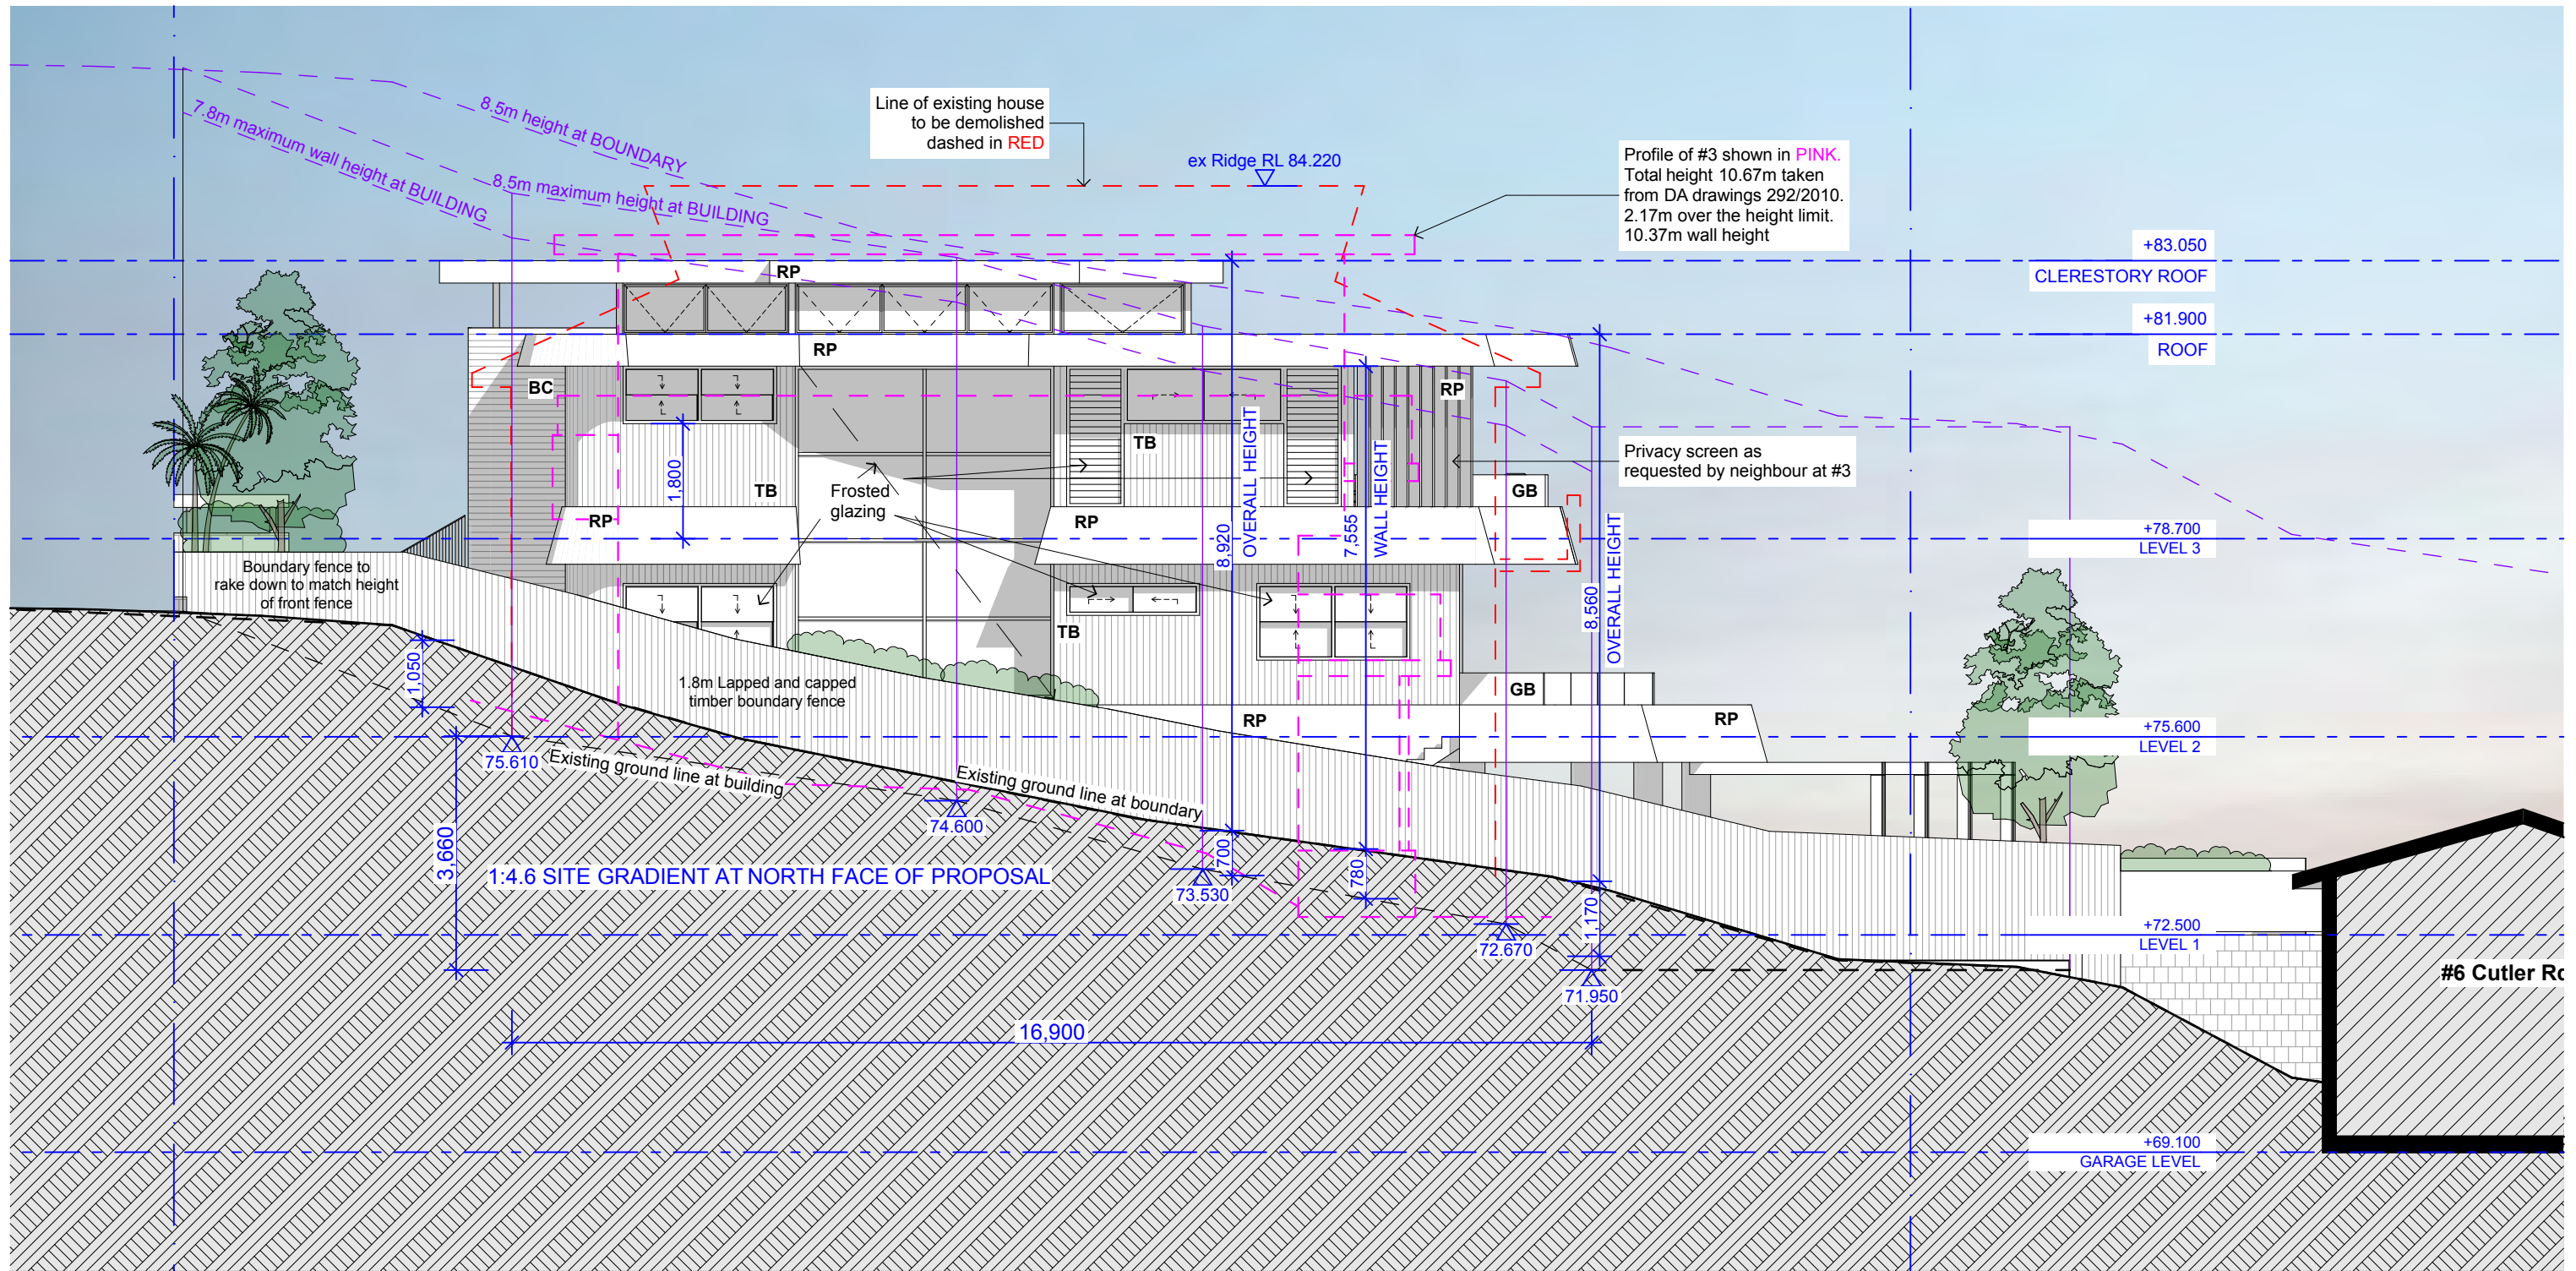 8.5m height at BOUNDARY
7.8m maximum wall height at BUILDING
8.5m maximum height at BUILDING
Line of existing house
to be demolished
dashed in RED
ex Ridge RL 84.220
Profile of #3 shown in PINK.
Total height 10.67m taken
from DA drawings 292/2010.
2.17m over the height limit.
10.37m wall height
+83.050
CLERESTORY ROOF
+81.900
ROOF
RP
RP
BC
RP
TB
TB
1,800
Frosted
glazing
Privacy screen as
requested by neighbour at #3
GB
RP
RP
8,920
OVERALL HEIGHT
7,555
WALL HEIGHT
8,560
OVERALL HEIGHT
+78.700
LEVEL 3
Boundary fence to
rake down to match height
of front fence
TB
1,050
1.8m Lapped and capped
timber boundary fence
GB
RP
RP
+75.600
LEVEL 2
75.610
Existing ground line at building
Existing ground line at boundary
74.600
3,660
1:4.6 SITE GRADIENT AT NORTH FACE OF PROPOSAL
700
780
73.530
1,170
72.670
+72.500
LEVEL 1
71.950
#6 Cutler Rd
16,900
+69.100
GARAGE LEVEL